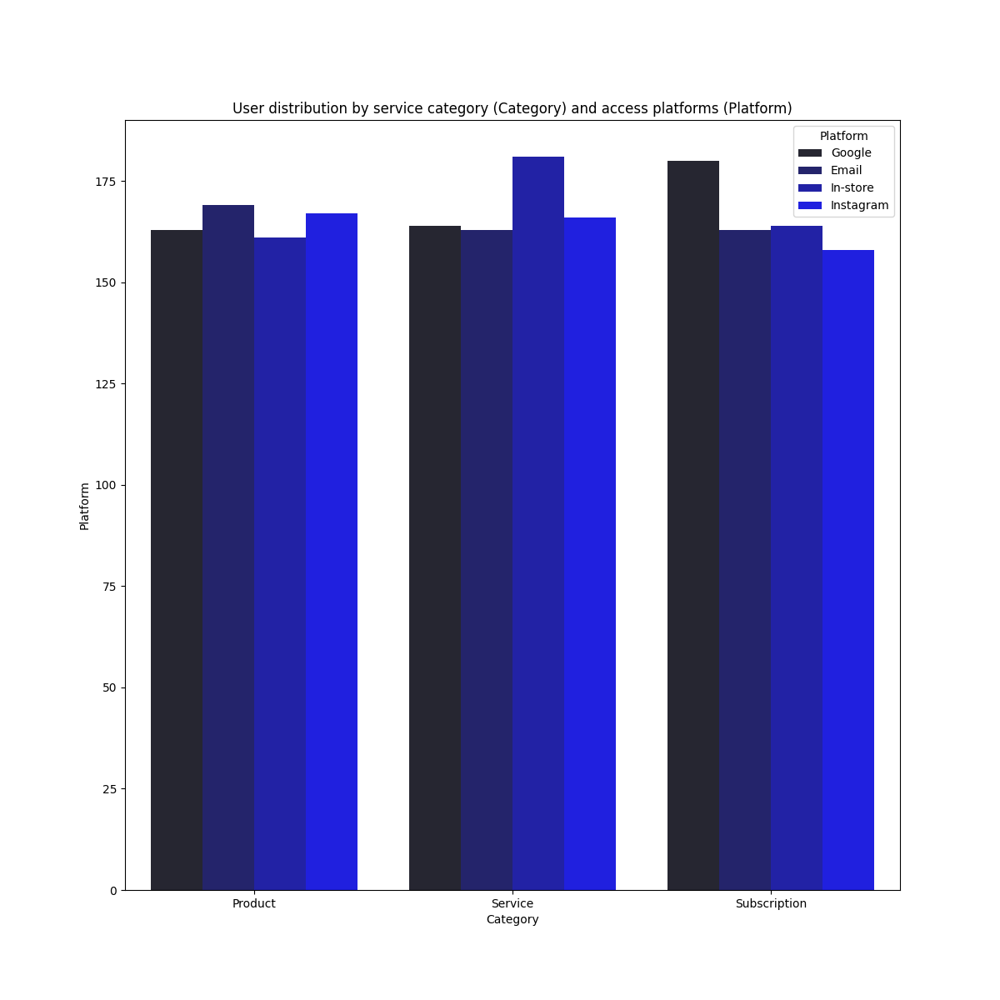 User distribution by service category (Category) and access platforms (Platform)
Platform
Google
Email
In-store
Instagram
175
150
125
100
75
50
25
0
Platform
Product
Service
Subscription
Category